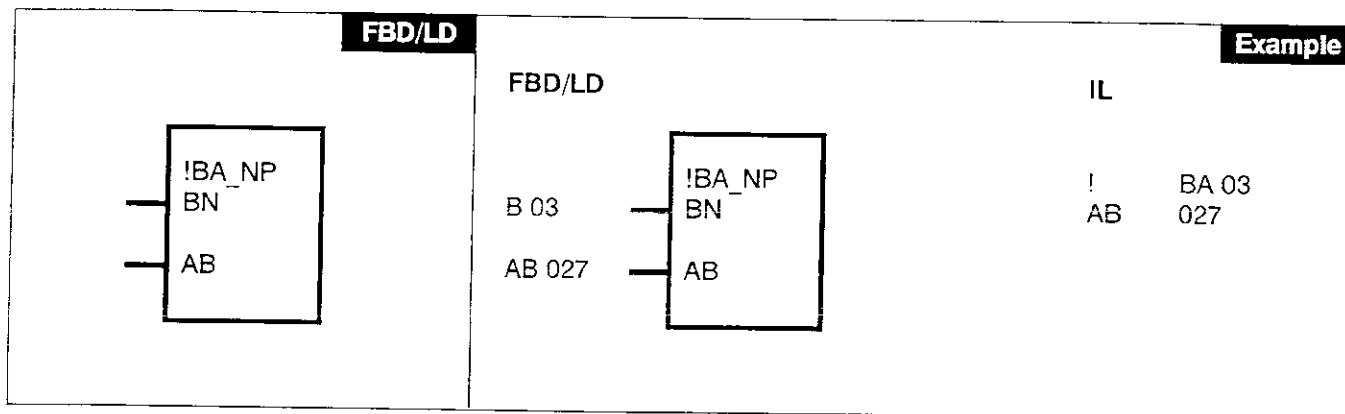 FBD/LD
!BA_NP
BN
AB
Example
FBD/LD
B 03
AB 027
!BA_NP
BN
AB
IL
! BA 03
AB 027